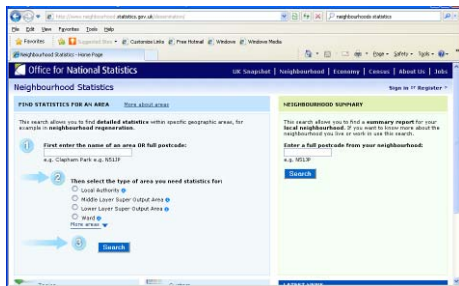 http://www.neighbourhood.statistics.gov.uk/dissemination/
neighbourhoods statistics
File Edit View Favorites Tools Help
Favorites Suggested Sites Customize Links Free Hotmail Windows Windows Media
Neighbourhood Statistics - Home Page
Page Safety Tools
Office for National Statistics
UK Snapshot | Neighbourhood | Economy | Census | About Us | Jobs
Neighbourhood Statistics
Sign in or Register
FIND STATISTICS FOR AN AREA More about areas
This search allows you to find detailed statistics within specific geographic areas, for
example in neighbourhood regeneration.
1 First enter the name of an area OR full postcode:
e.g. Clapham Park e.g. N51JF
2 Then select the type of area you need statistics for:
Local Authority
Middle Layer Super Output Area
Lower Layer Super Output Area
Ward
More areas
3 Search
NEIGHBOURHOOD SUMMARY
This search allows you to find a summary report for your
local neighbourhood. If you want to know more about the
neighbourhood you live or work in use this search.
Enter a full postcode from your neighbourhood:
e.g. N51JF
Search
Topics
LATEST NEWS